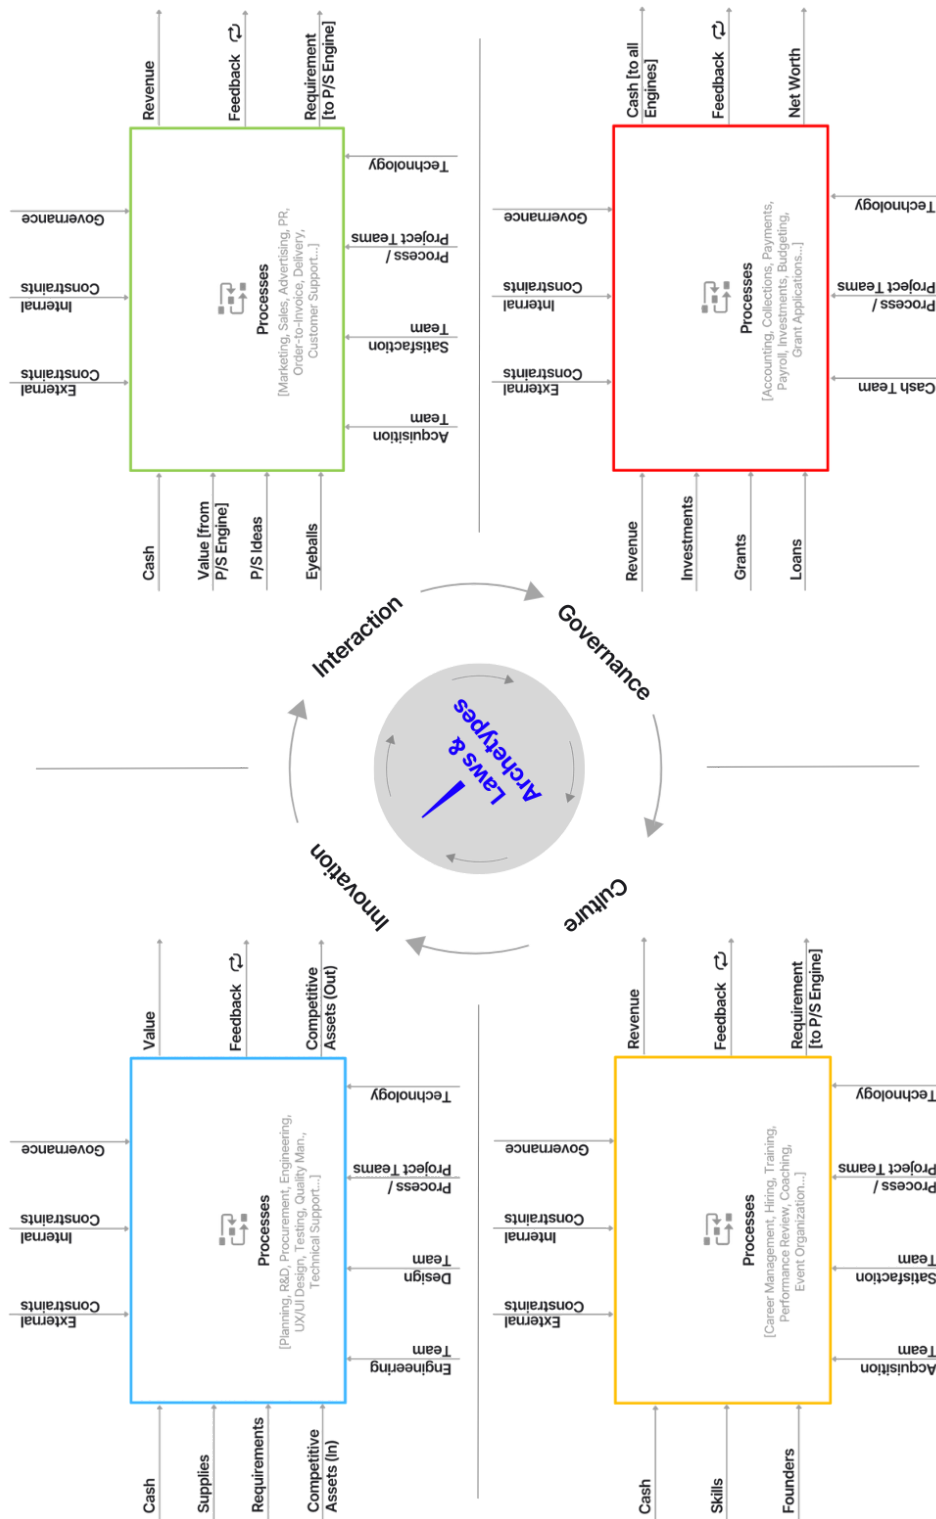 External
Constraints
Internal
Constraints
Governance
Cash
Supplies
Requirements
Competitive
Assets (In)
Processes
[Planning, R&D, Procurement, Engineering,
UX/UI Design, Testing, Quality Man.,
Technical Support...]
Value
Feedback
Competitive
Assets (Out)
Engineering
Team
Design
Team
Process /
Project Teams
Technology
External
Constraints
Internal
Constraints
Governance
Cash
Value [from
P/S Engine]
P/S Ideas
Eyeballs
Processes
[Marketing, Sales, Advertising, PR,
Order-to-Invoice, Delivery,
Customer Support...]
Revenue
Feedback
Requirement
[to P/S Engine]
Acquisition
Team
Satisfaction
Team
Process /
Project Teams
Technology
Innovation
Interaction
Governance
Culture
Laws &
Archetypes
External
Constraints
Internal
Constraints
Governance
Cash
Skills
Founders
Processes
[Career Management, Hiring, Training,
Performance Review, Coaching,
Event Organization...]
Revenue
Feedback
Requirement
[to P/S Engine]
Acquisition
Team
Satisfaction
Team
Process /
Project Teams
Technology
External
Constraints
Internal
Constraints
Governance
Revenue
Investments
Grants
Loans
Processes
[Accounting, Collections, Payments,
Payroll, Investments, Budgeting,
Grant Applications...]
Cash [to all
Engines]
Feedback
Net Worth
Cash Team
Process /
Project Teams
Technology